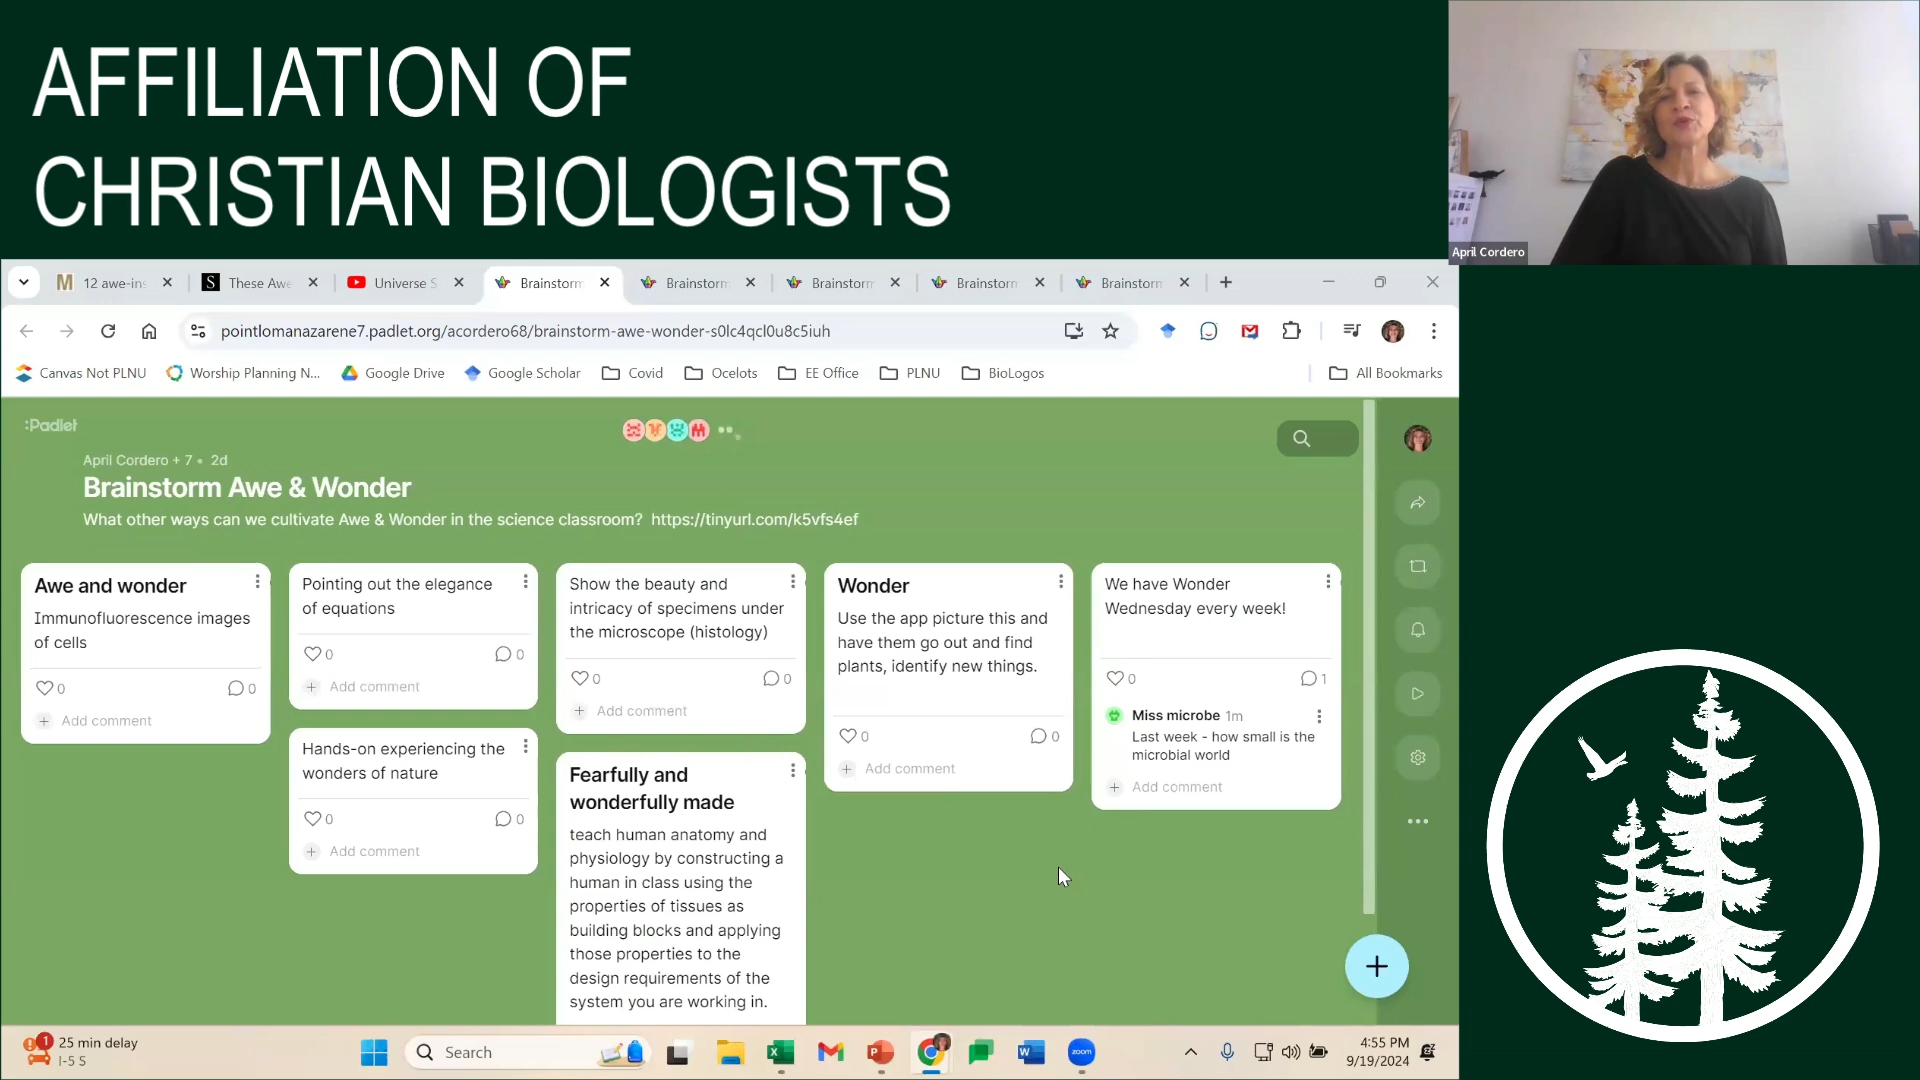 AFFILIATION OF
CHRISTIAN BIOLOGISTS
April Cordero
12 awe-ins
These Awe
Universe S
Brainstorm
Brainstorm
Brainstorm
Brainstorm
Brainstorm
pointlomanazarene7.padlet.org/acordero68/brainstorm-awe-wonder-s0lc4qcl0u8c5iuh
Canvas Not PLNU
Worship Planning N...
Google Drive
Google Scholar
Covid
Ocelots
EE Office
PLNU
BioLogos
All Bookmarks
:Padlet
April Cordero + 7 • 2d
Brainstorm Awe & Wonder
What other ways can we cultivate Awe & Wonder in the science classroom? https://tinyurl.com/k5vfs4ef
Awe and wonder
Immunofluorescence images
of cells
0 0
Add comment
Pointing out the elegance
of equations
0 0
Add comment
Hands-on experiencing the
wonders of nature
0 0
Add comment
Show the beauty and
intricacy of specimens under
the microscope (histology)
0 0
Add comment
Fearfully and
wonderfully made
teach human anatomy and
physiology by constructing a
human in class using the
properties of tissues as
building blocks and applying
those properties to the
design requirements of the
system you are working in.
Wonder
Use the app picture this and
have them go out and find
plants, identify new things.
0 0
Add comment
We have Wonder
Wednesday every week!
0 1
Miss microbe 1m
Last week - how small is the
microbial world
Add comment
1
25 min delay
I-5 S
Search
zoom
4:55 PM
9/19/2024